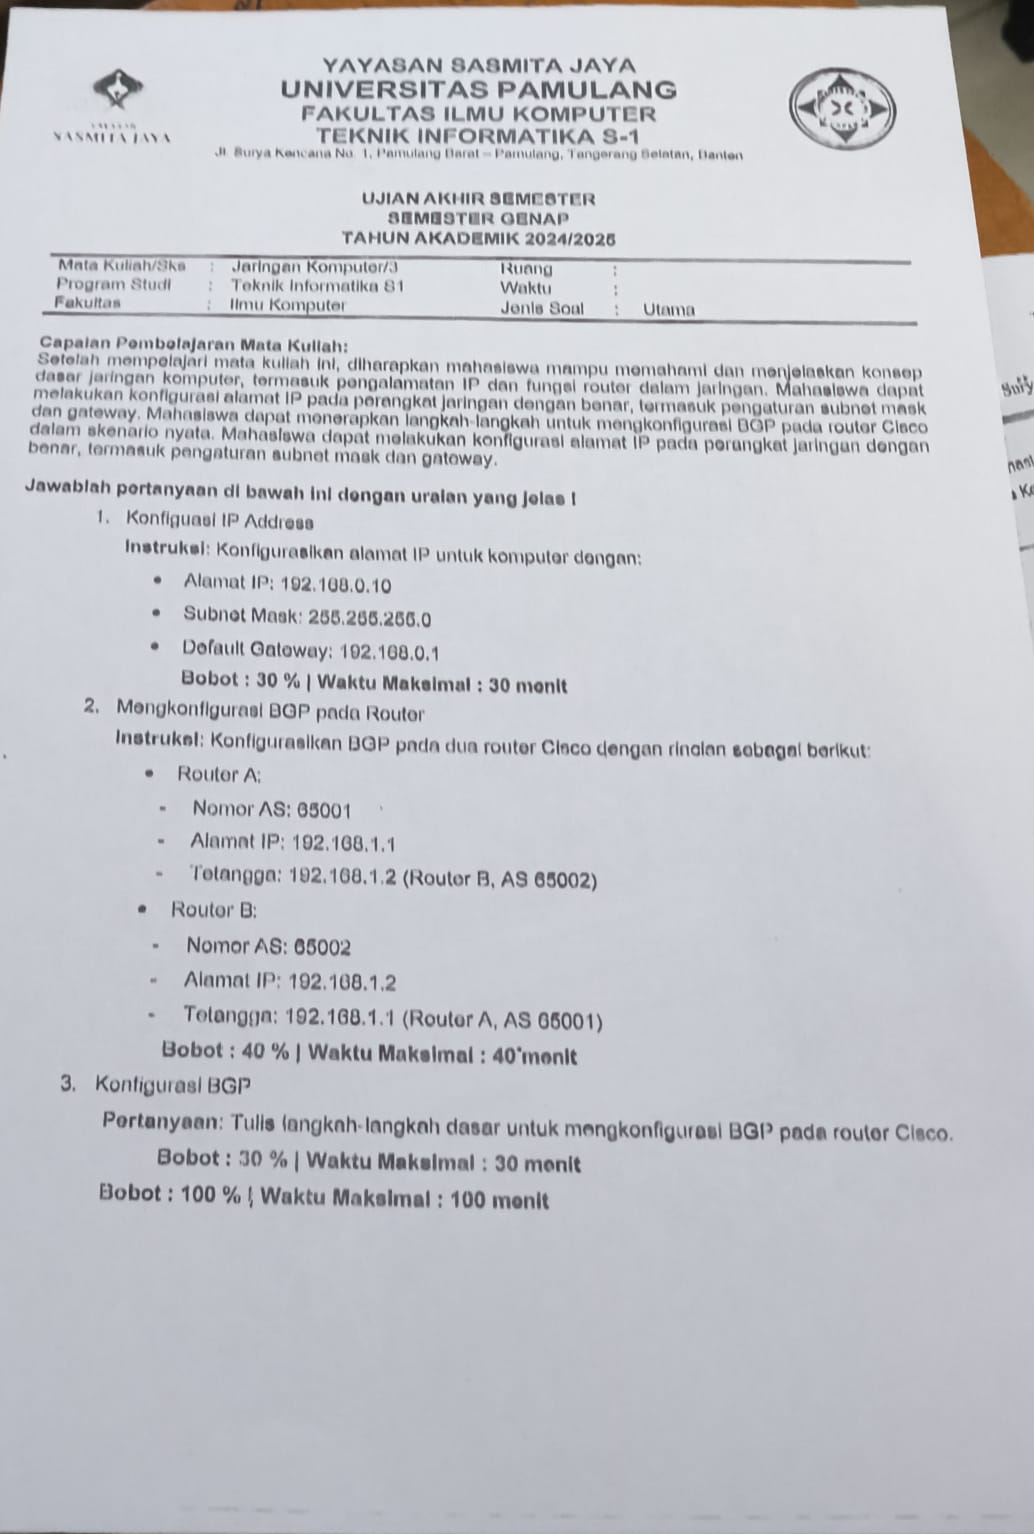 YAYASAN SASMITA JAYA
UNIVERSITAS PAMULANG
FAKULTAS ILMU KOMPUTER
TEKNIK INFORMATIKA S-1
Jl. Surya Kencana No. 1, Pamulang Barat – Pamulang, Tangerang Selatan, Banten
SASMITA JAYA
UJIAN AKHIR SEMESTER
SEMESTER GENAP
TAHUN AKADEMIK 2024/2025
Mata Kuliah/Sks : Jaringan Komputer/3 Ruang :
Program Studi : Teknik Informatika S1 Waktu :
Fakultas : Ilmu Komputer Jenis Soal : Utama
Capaian Pembelajaran Mata Kuliah:
Setelah mempelajari mata kuliah ini, diharapkan mahasiswa mampu memahami dan menjelaskan konsep
dasar jaringan komputer, termasuk pengalamatan IP dan fungsi router dalam jaringan. Mahasiswa dapat
melakukan konfigurasi alamat IP pada perangkat jaringan dengan benar, termasuk pengaturan subnet mask
dan gateway. Mahasiswa dapat menerapkan langkah-langkah untuk mengkonfigurasi BGP pada router Cisco
dalam skenario nyata. Mahasiswa dapat melakukan konfigurasi alamat IP pada perangkat jaringan dengan
benar, termasuk pengaturan subnet mask dan gateway.
Jawablah pertanyaan di bawah ini dengan uraian yang jelas !
1. Konfiguasi IP Address
Instruksi: Konfigurasikan alamat IP untuk komputer dengan:
• Alamat IP: 192.168.0.10
• Subnet Mask: 255.255.255.0
• Default Gateway: 192.168.0.1
Bobot : 30 % | Waktu Maksimal : 30 menit
2. Mengkonfigurasi BGP pada Router
Instruksi: Konfigurasikan BGP pada dua router Cisco dengan rincian sebagai berikut:
• Router A:
- Nomor AS: 65001
- Alamat IP: 192.168.1.1
- Tetangga: 192.168.1.2 (Router B, AS 65002)
• Router B:
- Nomor AS: 65002
- Alamat IP: 192.168.1.2
- Tetangga: 192.168.1.1 (Router A, AS 65001)
Bobot : 40 % | Waktu Maksimal : 40 menit
3. Konfigurasi BGP
Pertanyaan: Tulis langkah-langkah dasar untuk mengkonfigurasi BGP pada router Cisco.
Bobot : 30 % | Waktu Maksimal : 30 menit
Bobot : 100 % | Waktu Maksimal : 100 menit